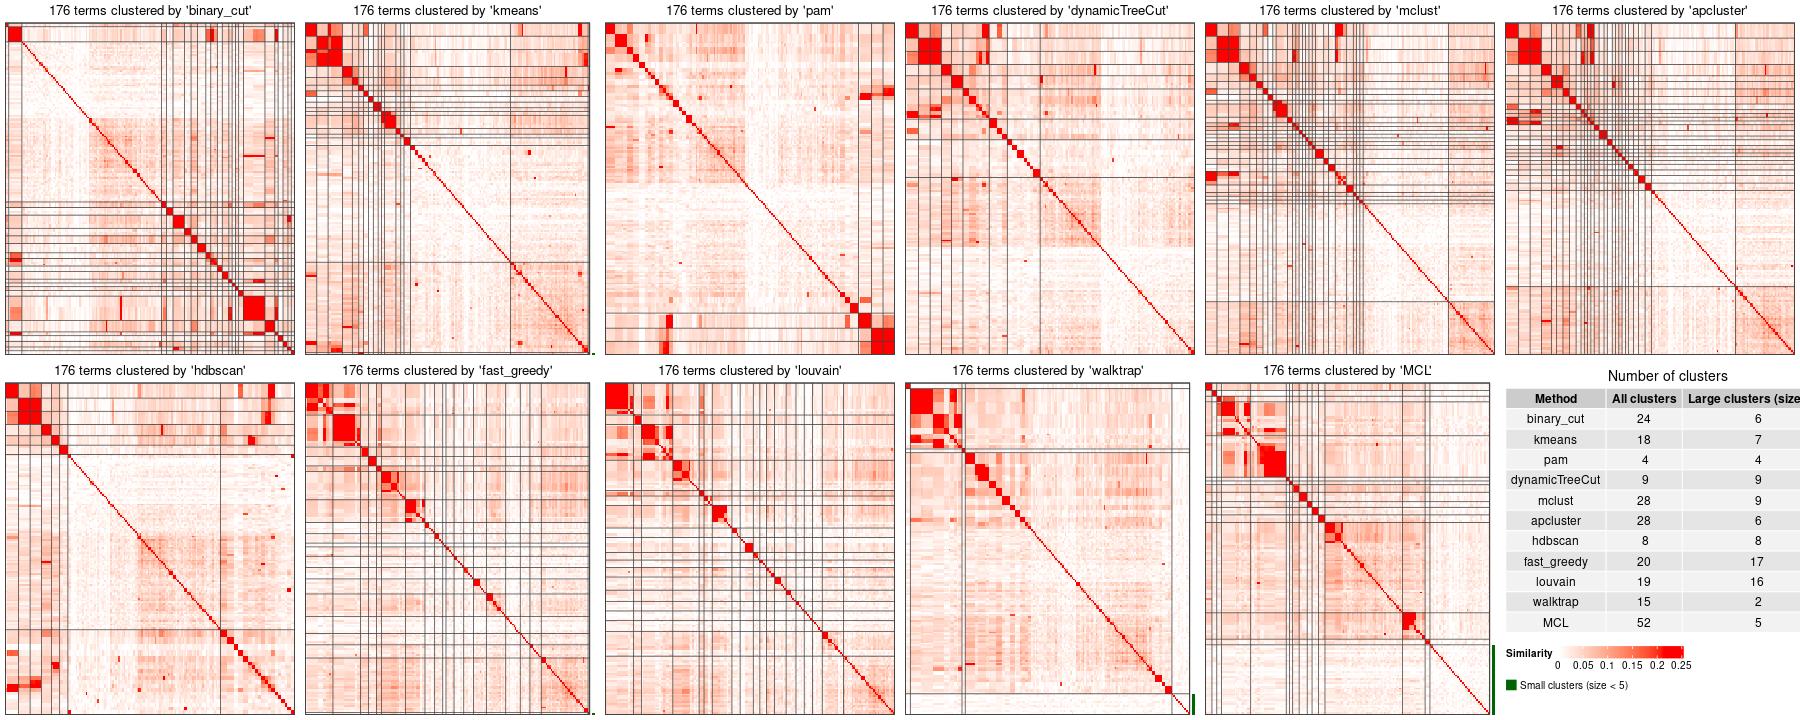 176 terms clustered by 'binary_cut'
176 terms clustered by 'kmeans'
176 terms clustered by 'pam'
176 terms clustered by 'dynamicTreeCut'
176 terms clustered by 'mclust'
176 terms clustered by 'apcluster'
176 terms clustered by 'hdbscan'
176 terms clustered by 'fast_greedy'
176 terms clustered by 'louvain'
176 terms clustered by 'walktrap'
176 terms clustered by 'MCL'
Number of clusters
Method All clusters Large clusters (size
binary_cut 24 6
kmeans 18 7
pam 4 4
dynamicTreeCut 9 9
mclust 28 9
apcluster 28 6
hdbscan 8 8
fast_greedy 20 17
louvain 19 16
walktrap 15 2
MCL 52 5
Similarity
0 0.05 0.1 0.15 0.2 0.25
Small clusters (size < 5)